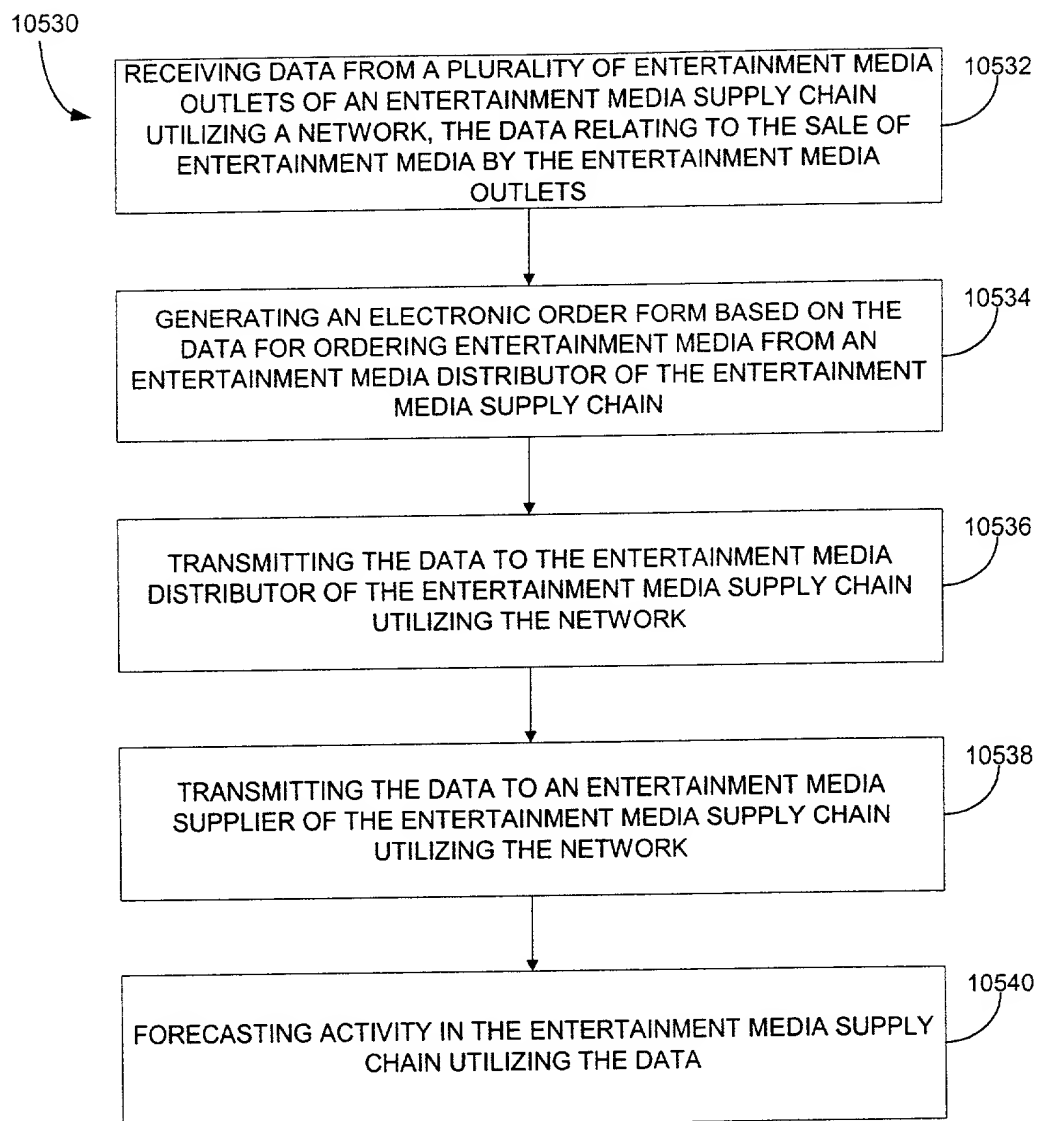 10530
RECEIVING DATA FROM A PLURALITY OF ENTERTAINMENT MEDIA
OUTLETS OF AN ENTERTAINMENT MEDIA SUPPLY CHAIN
UTILIZING A NETWORK, THE DATA RELATING TO THE SALE OF
ENTERTAINMENT MEDIA BY THE ENTERTAINMENT MEDIA
OUTLETS
10532
GENERATING AN ELECTRONIC ORDER FORM BASED ON THE
DATA FOR ORDERING ENTERTAINMENT MEDIA FROM AN
ENTERTAINMENT MEDIA DISTRIBUTOR OF THE ENTERTAINMENT
MEDIA SUPPLY CHAIN
10534
TRANSMITTING THE DATA TO THE ENTERTAINMENT MEDIA
DISTRIBUTOR OF THE ENTERTAINMENT MEDIA SUPPLY CHAIN
UTILIZING THE NETWORK
10536
TRANSMITTING THE DATA TO AN ENTERTAINMENT MEDIA
SUPPLIER OF THE ENTERTAINMENT MEDIA SUPPLY CHAIN
UTILIZING THE NETWORK
10538
FORECASTING ACTIVITY IN THE ENTERTAINMENT MEDIA SUPPLY
CHAIN UTILIZING THE DATA
10540